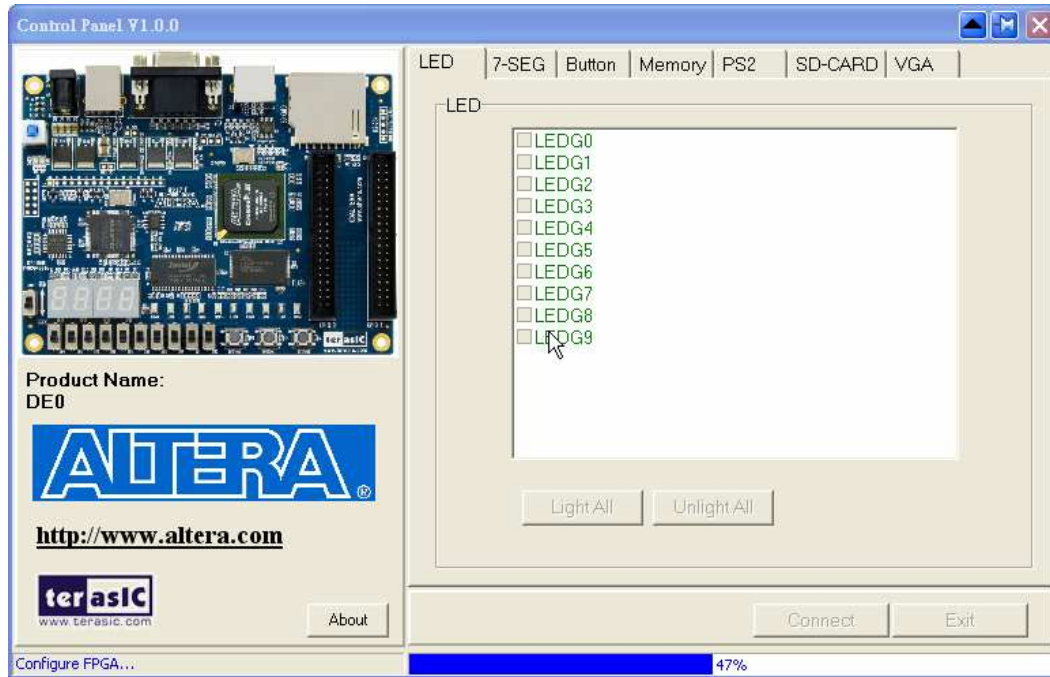 Control Panel V1.0.0
LED
7-SEG
Button
Memory
PS2
SD-CARD
VGA
LED
LEDG0
LEDG1
LEDG2
LEDG3
LEDG4
LEDG5
LEDG6
LEDG7
LEDG8
LEDG9
Light All
Unlight All
Product Name:
DE0
ALTERA®
http://www.altera.com
terasIC
www.terasic.com
About
Connect
Exit
Configure FPGA...
47%